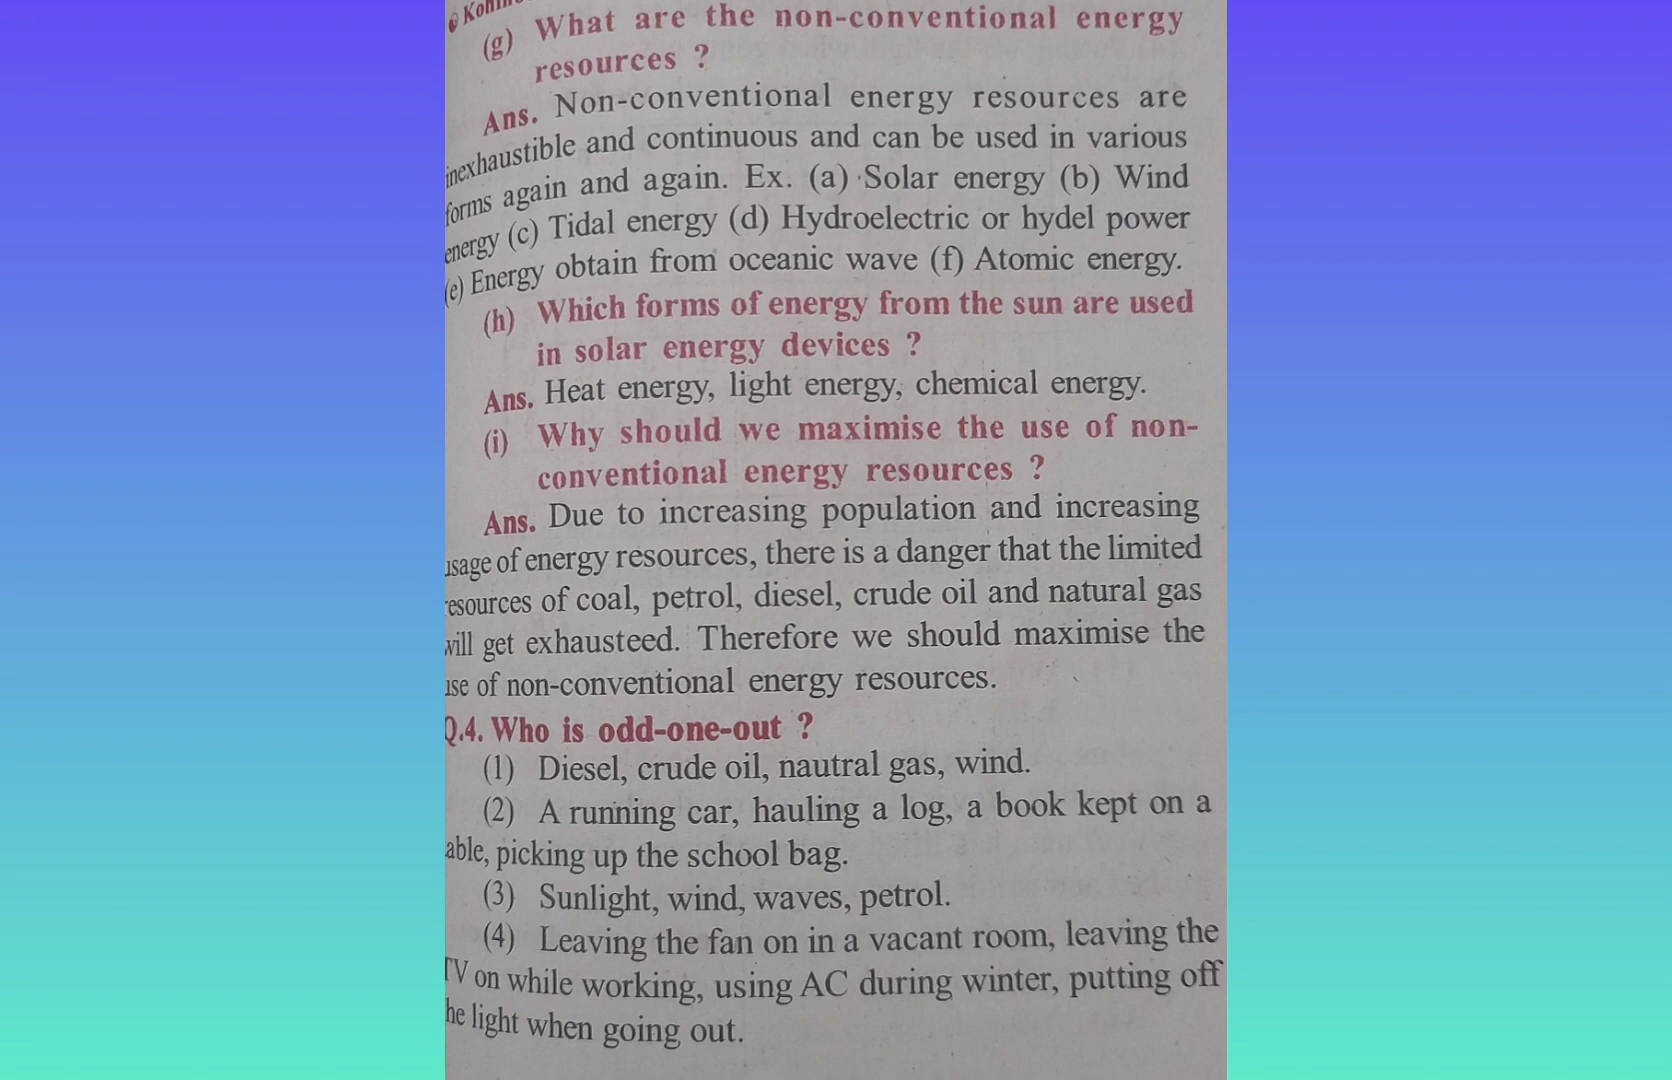 (g) What are the non-conventional energy
resources ?
Ans. Non-conventional energy resources are
inexhaustible and continuous and can be used in various
forms again and again. Ex. (a) Solar energy (b) Wind
energy (c) Tidal energy (d) Hydroelectric or hydel power
(e) Energy obtain from oceanic wave (f) Atomic energy.
(h) Which forms of energy from the sun are used
in solar energy devices ?
Ans. Heat energy, light energy, chemical energy.
(i) Why should we maximise the use of non-
conventional energy resources ?
Ans. Due to increasing population and increasing
usage of energy resources, there is a danger that the limited
resources of coal, petrol, diesel, crude oil and natural gas
will get exhausteed. Therefore we should maximise the
use of non-conventional energy resources.
Q.4. Who is odd-one-out ?
(1) Diesel, crude oil, nautral gas, wind.
(2) A running car, hauling a log, a book kept on a
able, picking up the school bag.
(3) Sunlight, wind, waves, petrol.
(4) Leaving the fan on in a vacant room, leaving the
TV on while working, using AC during winter, putting off
he light when going out.